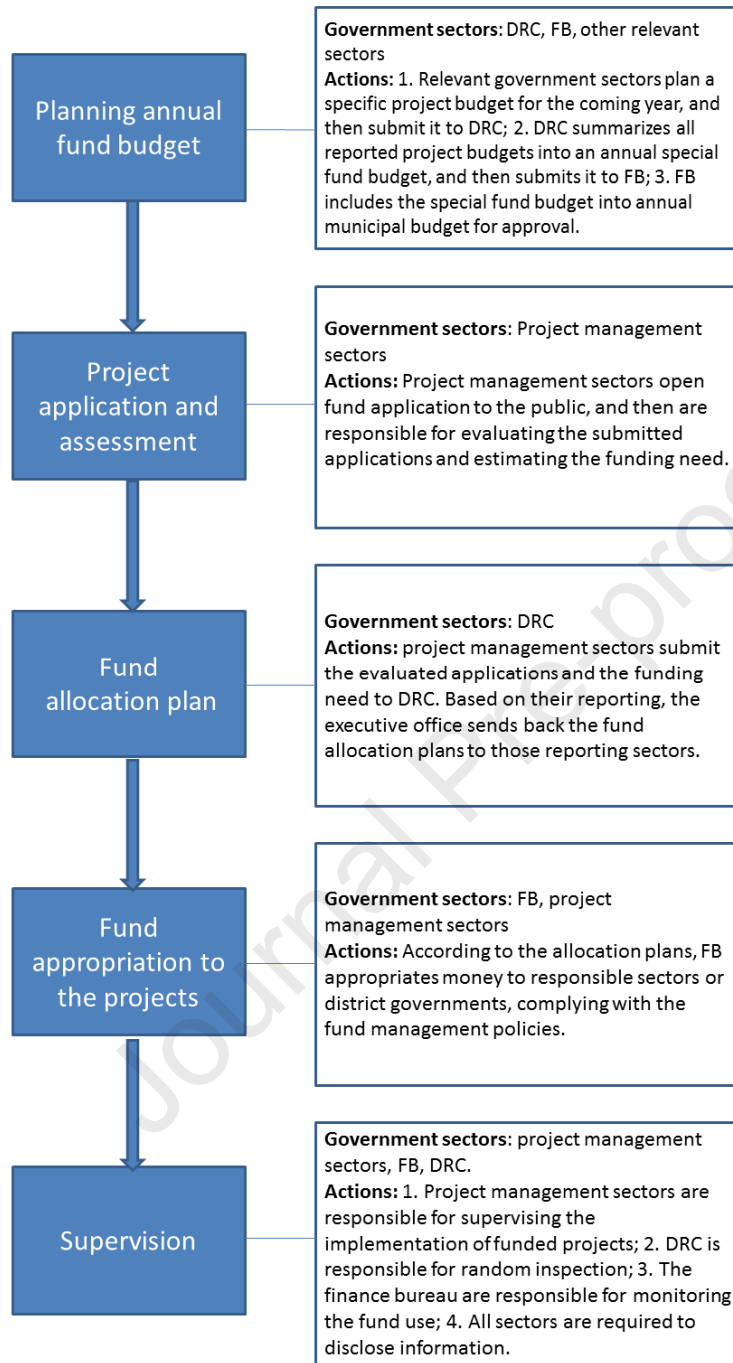 Planning annual
fund budget
Government sectors: DRC, FB, other relevant
sectors
Actions: 1. Relevant government sectors plan a
specific project budget for the coming year, and
then submit it to DRC; 2. DRC summarizes all
reported project budgets into an annual special
fund budget, and then submits it to FB; 3. FB
includes the special fund budget into annual
municipal budget for approval.
Project
application and
assessment
Government sectors: Project management
sectors
Actions: Project management sectors open
fund application to the public, and then are
responsible for evaluating the submitted
applications and estimating the funding need.
Fund
allocation plan
Government sectors: DRC
Actions: project management sectors submit
the evaluated applications and the funding
need to DRC. Based on their reporting, the
executive office sends back the fund
allocation plans to those reporting sectors.
Fund
appropriation to
the projects
Government sectors: FB, project
management sectors
Actions: According to the allocation plans, FB
appropriates money to responsible sectors or
district governments, complying with the
fund management policies.
Supervision
Government sectors: project management
sectors, FB, DRC.
Actions: 1. Project management sectors are
responsible for supervising the
implementation of funded projects; 2. DRC is
responsible for random inspection; 3. The
finance bureau are responsible for monitoring
the fund use; 4. All sectors are required to
disclose information.
Journal Pre-proo